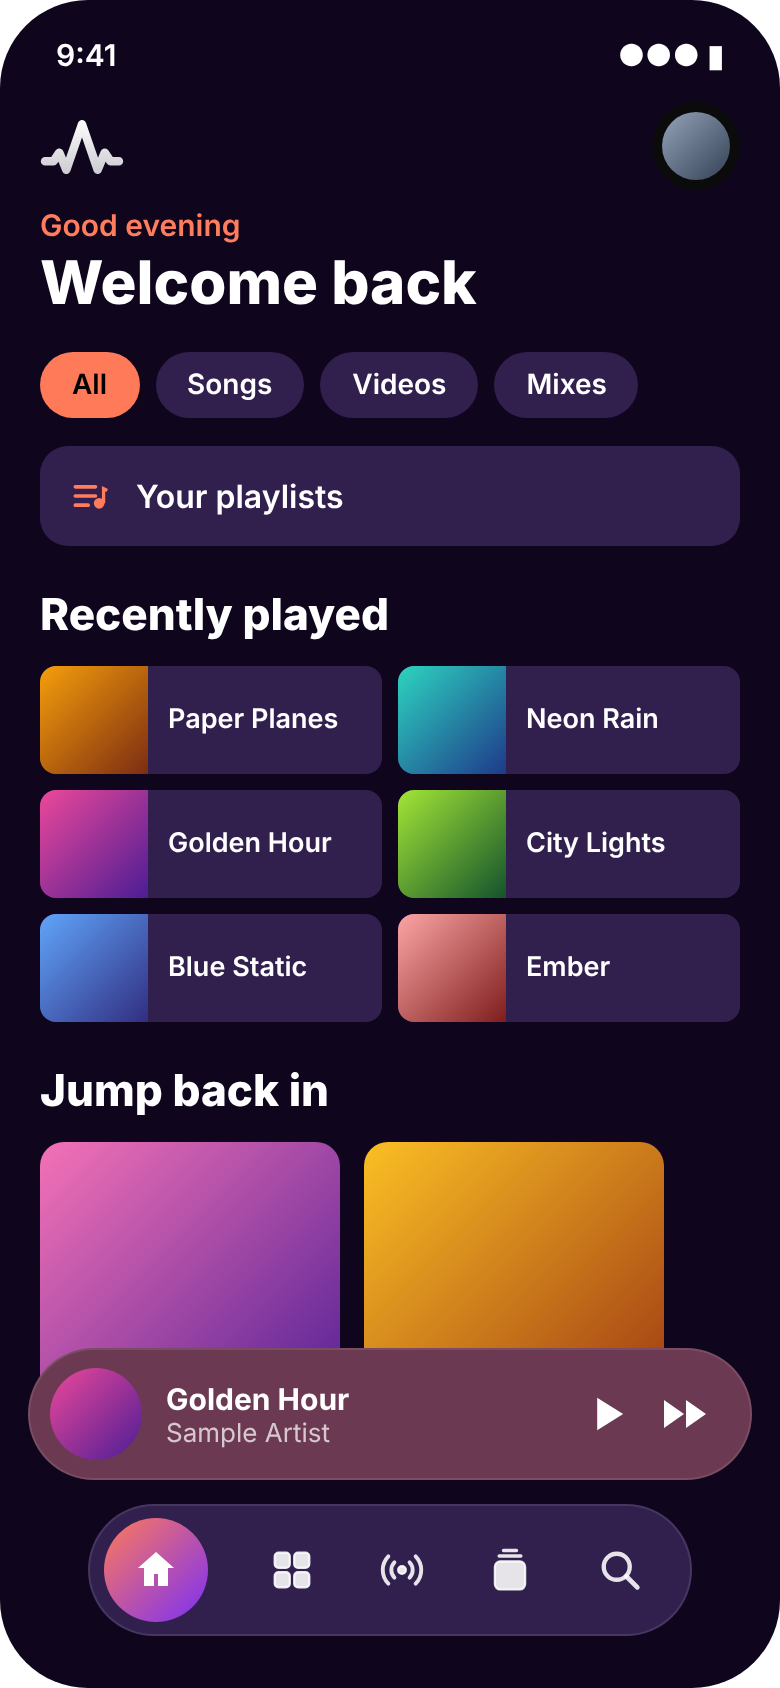 9:41
Good evening
Welcome back
All Songs Videos Mixes
Your playlists
Recently played
Paper Planes Neon Rain
Golden Hour City Lights
Blue Static Ember
Jump back in
Golden Hour
Sample Artist